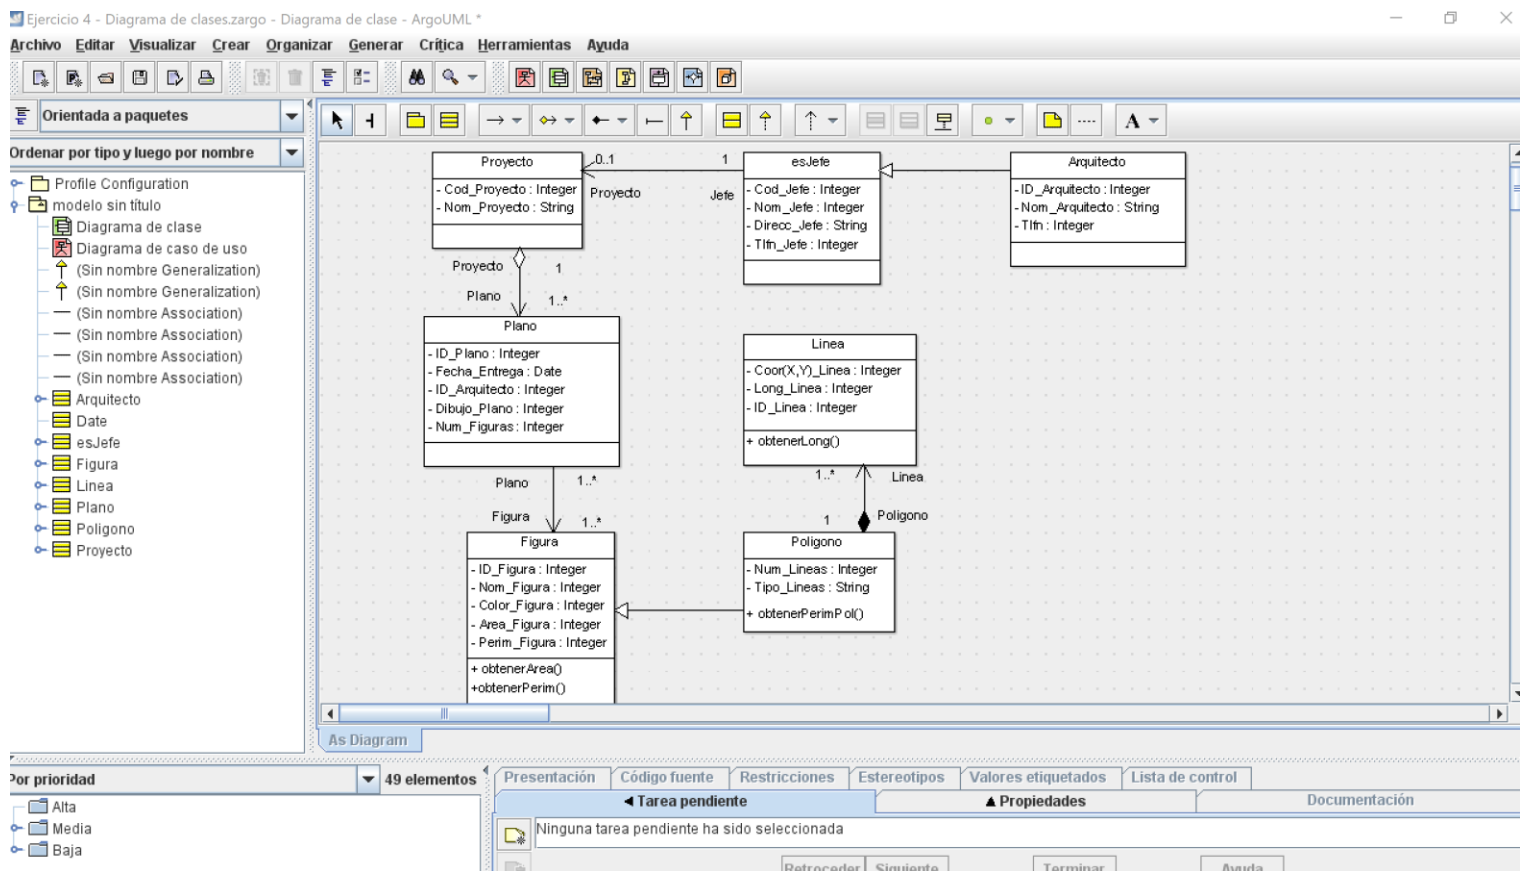 Ejercicio 4 - Diagrama de clases.zargo - Diagrama de clase - ArgoUML *
Archivo Editar Visualizar Crear Organizar Generar Crítica Herramientas Ayuda
Orientada a paquetes
Ordenar por tipo y luego por nombre
Profile Configuration
modelo sin título
Diagrama de clase
Diagrama de caso de uso
(Sin nombre Generalization)
(Sin nombre Generalization)
(Sin nombre Association)
(Sin nombre Association)
(Sin nombre Association)
(Sin nombre Association)
Arquitecto
Date
esJefe
Figura
Linea
Plano
Poligono
Proyecto
A
Proyecto
- Cod_Proyecto : Integer
- Nom_Proyecto : String
0..1
1
Proyecto
Jefe
esJefe
- Cod_Jefe : Integer
- Nom_Jefe : Integer
- Direcc_Jefe : String
- Tlfn_Jefe : Integer
Arquitecto
- ID_Arquitecto : Integer
- Nom_Arquitecto : String
- Tlfn : Integer
Proyecto
1
Plano
1..*
Plano
- ID_Plano : Integer
- Fecha_Entrega : Date
- ID_Arquitecto : Integer
- Dibujo_Plano : Integer
- Num_Figuras : Integer
Linea
- Coor(X,Y)_Linea : Integer
- Long_Linea : Integer
- ID_Linea : Integer
+ obtenerLong()
Plano
1..*
Figura
1..*
1..*
Linea
1
Poligono
Figura
- ID_Figura : Integer
- Nom_Figura : Integer
- Color_Figura : Integer
- Area_Figura : Integer
- Perim_Figura : Integer
+ obtenerArea()
+obtenerPerim()
Poligono
- Num_Lineas : Integer
- Tipo_Lineas : String
+ obtenerPerimPol()
As Diagram
Por prioridad
49 elementos
Alta
Media
Baja
Presentación Código fuente Restricciones Estereotipos Valores etiquetados Lista de control
Tarea pendiente Propiedades Documentación
Ninguna tarea pendiente ha sido seleccionada
Retroceder Siguiente Terminar Ayuda